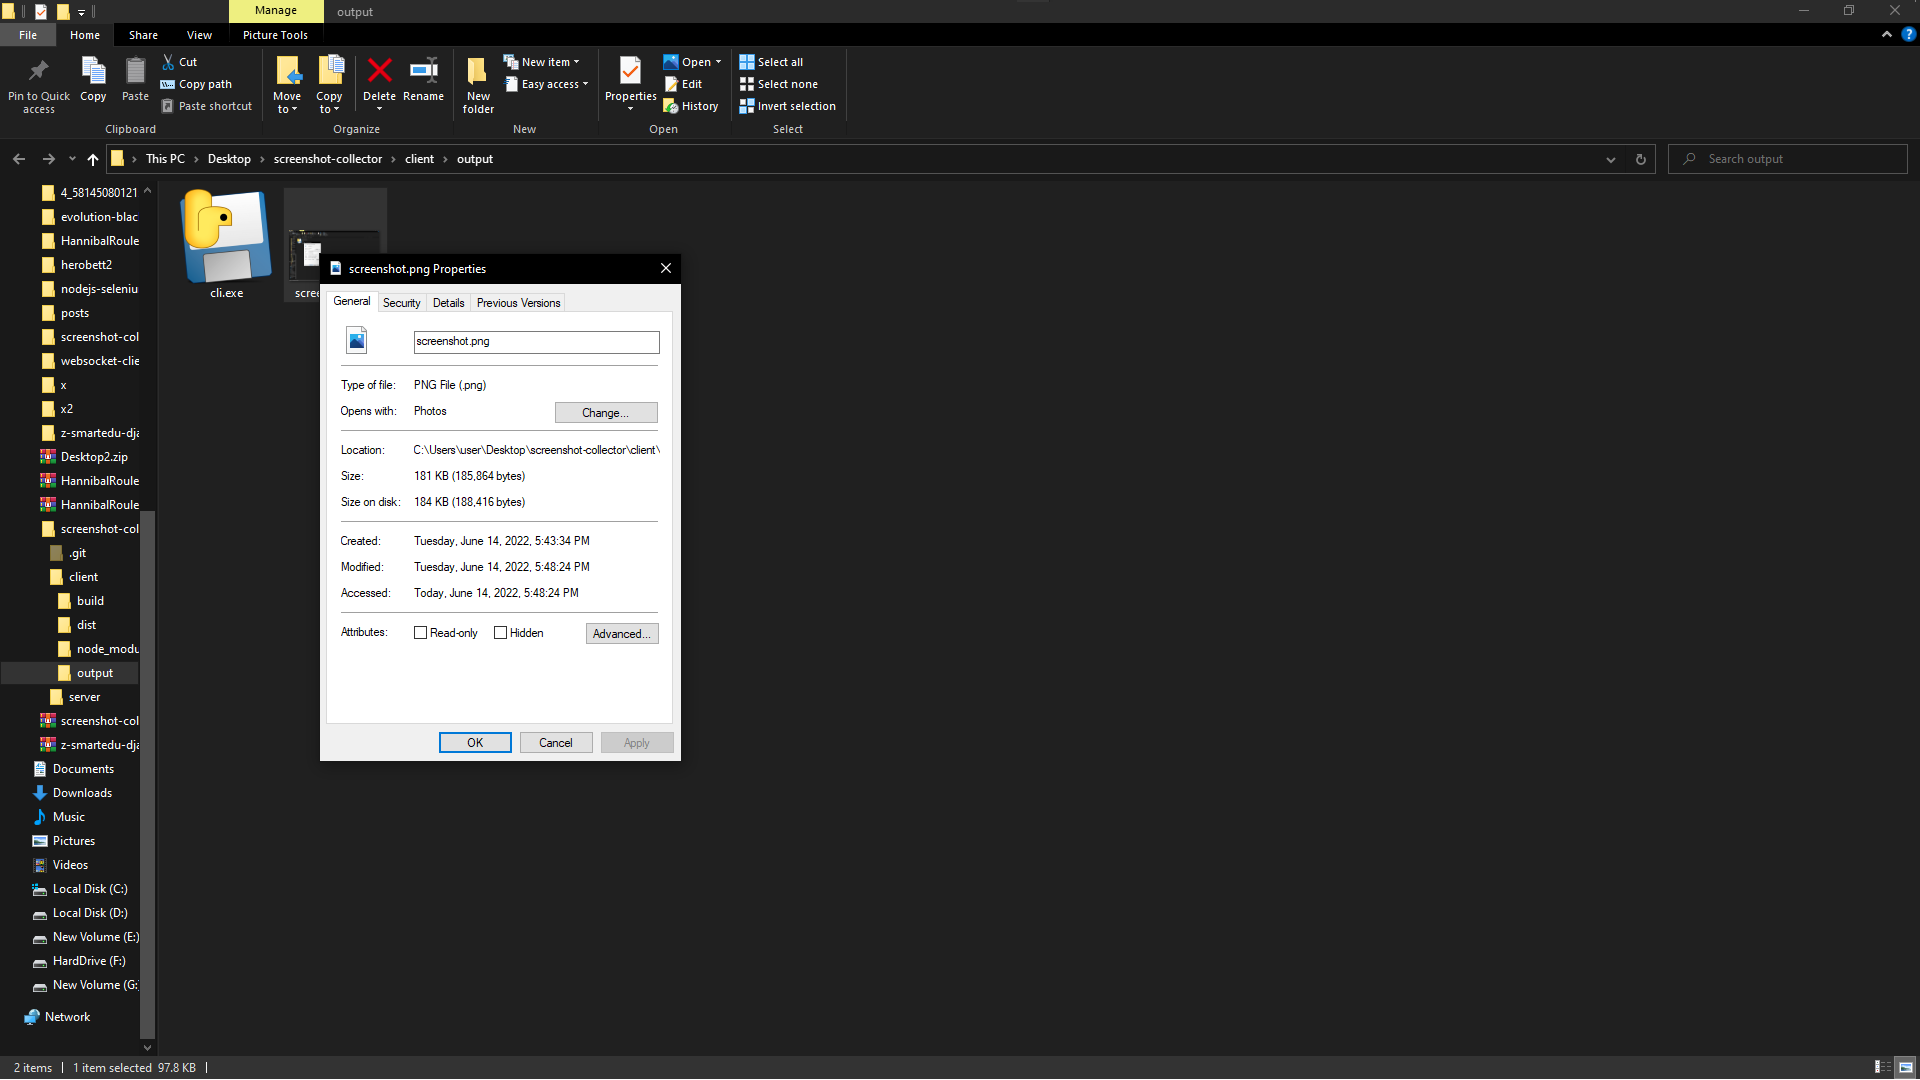 Manage
output
File
Home
Share
View
Picture Tools
Pin to Quick access
Copy
Paste
Cut
Copy path
Paste shortcut
Clipboard
Move to
Copy to
Delete
Rename
Organize
New folder
New item
Easy access
New
Properties
Open
Edit
History
Open
Select all
Select none
Invert selection
Select
This PC > Desktop > screenshot-collector > client > output
Search output
4_58145080121
evolution-blac
HannibalRoule
herobett2
nodejs-seleniu
posts
screenshot-col
websocket-clie
x
x2
z-smartedu-dja
Desktop2.zip
HannibalRoule
HannibalRoule
screenshot-col
.git
client
build
dist
node_modu
output
server
screenshot-col
z-smartedu-dja
Documents
Downloads
Music
Pictures
Videos
Local Disk (C:)
Local Disk (D:)
New Volume (E:)
HardDrive (F:)
New Volume (G:
Network
cli.exe
scree
screenshot.png Properties
General
Security
Details
Previous Versions
screenshot.png
Type of file: PNG File (.png)
Opens with: Photos
Change...
Location: C:\Users\user\Desktop\screenshot-collector\client\
Size: 181 KB (185,864 bytes)
Size on disk: 184 KB (188,416 bytes)
Created: Tuesday, June 14, 2022, 5:43:34 PM
Modified: Tuesday, June 14, 2022, 5:48:24 PM
Accessed: Today, June 14, 2022, 5:48:24 PM
Attributes: Read-only Hidden
Advanced...
OK
Cancel
Apply
2 items
1 item selected 97.8 KB